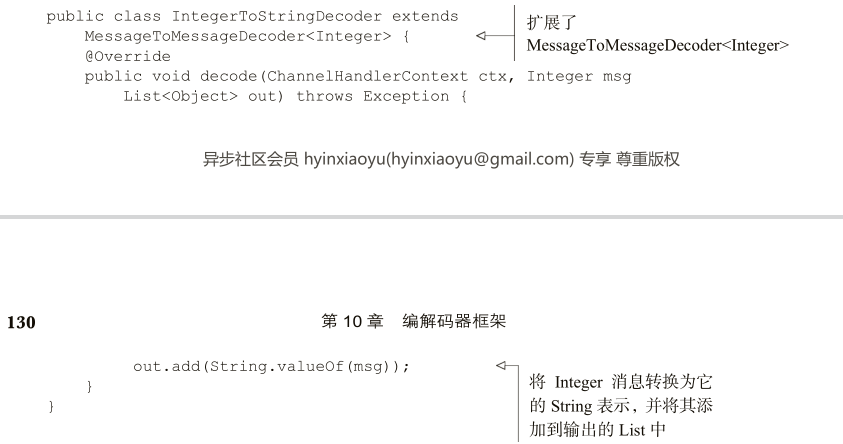 public class IntegerToStringDecoder extends
MessageToMessageDecoder<Integer> {
@Override
public void decode(ChannelHandlerContext ctx, Integer msg
List<Object> out) throws Exception {
扩展了
MessageToMessageDecoder<Integer>
异步社区会员 hyinxiaoyu(hyinxiaoyu@gmail.com) 专享 尊重版权
130
第 10 章 编解码器框架
out.add(String.valueOf(msg));
}
}
将 Integer 消息转换为它
的 String 表示，并将其添
加到输出的 List 中